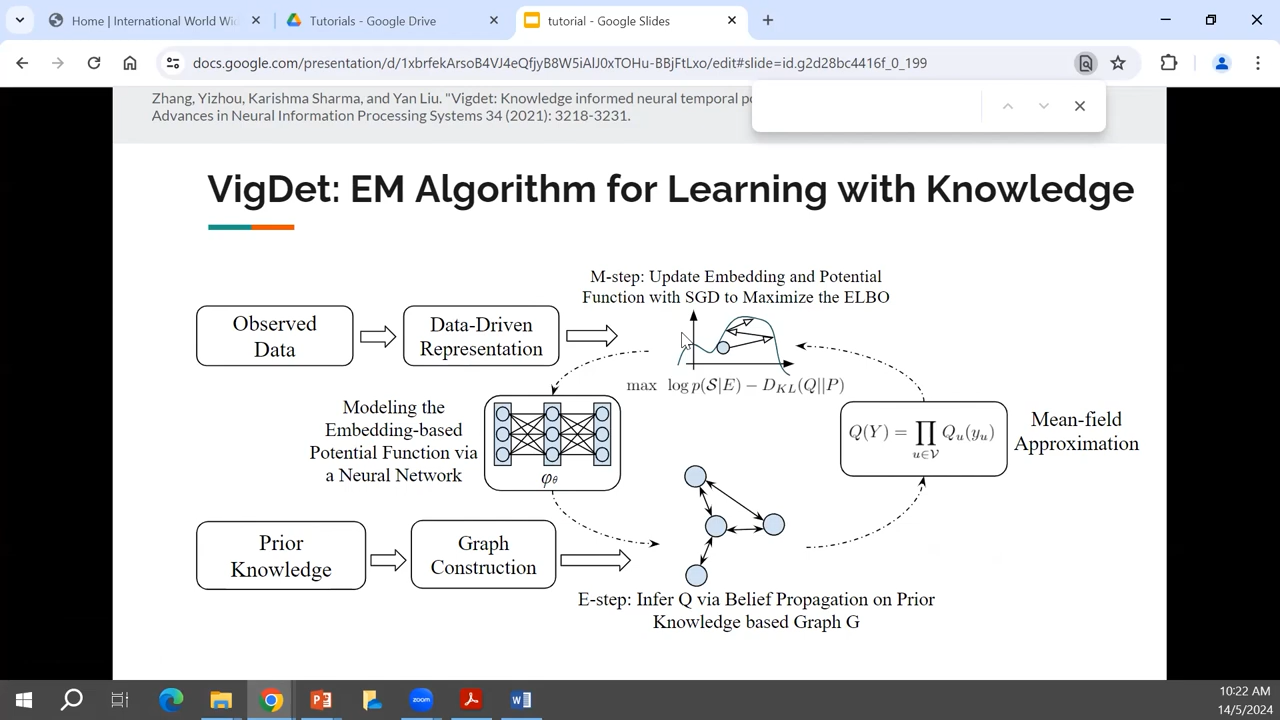 Home | International World Wid
Tutorials - Google Drive
tutorial - Google Slides
docs.google.com/presentation/d/1xbrfekArsoB4VJ4eQfjyB8W5iAlJ0xTOHu-BBjFtLxo/edit#slide=id.g2d28bc4416f_0_199
Zhang, Yizhou, Karishma Sharma, and Yan Liu. "Vigdet: Knowledge informed neural temporal po
Advances in Neural Information Processing Systems 34 (2021): 3218-3231.
VigDet: EM Algorithm for Learning with Knowledge
M-step: Update Embedding and Potential
Function with SGD to Maximize the ELBO
Observed
Data
Data-Driven
Representation
max log p(𝒮|E) − D_{KL}(Q||P)
Modeling the
Embedding-based
Potential Function via
a Neural Network
φ_θ
Q(Y) = ∏_{u∈𝒱} Q_u(y_u)
Mean-field
Approximation
Prior
Knowledge
Graph
Construction
E-step: Infer Q via Belief Propagation on Prior
Knowledge based Graph G
zoom
10:22 AM
14/5/2024